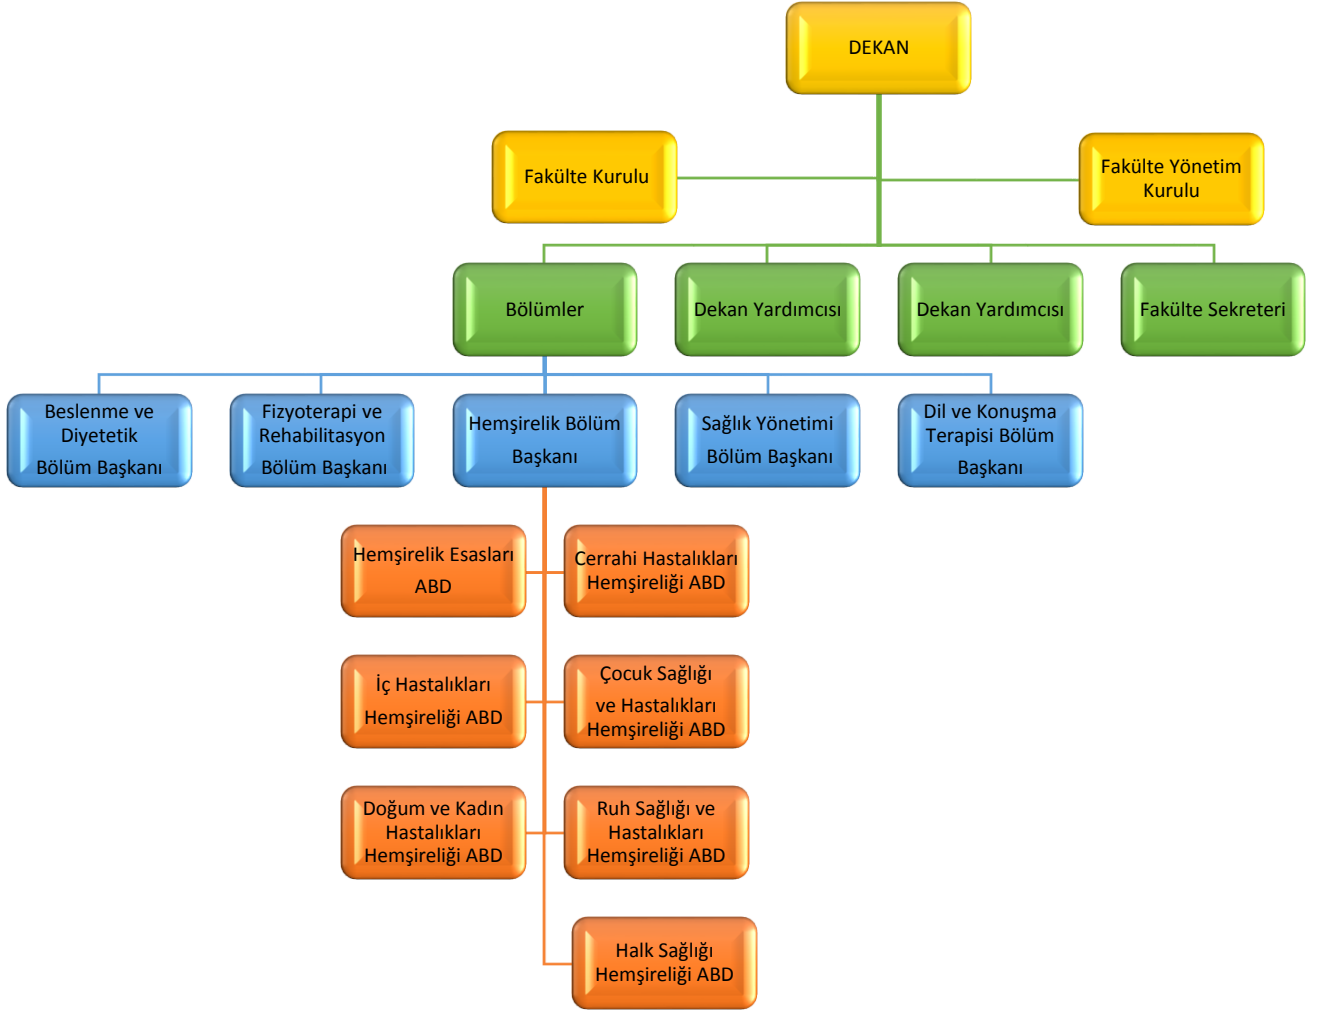 DEKAN
Fakülte Kurulu
Fakülte Yönetim
Kurulu
Bölümler
Dekan Yardımcısı
Dekan Yardımcısı
Fakülte Sekreteri
Beslenme ve
Diyetetik
Bölüm Başkanı
Fizyoterapi ve
Rehabilitasyon
Bölüm Başkanı
Hemşirelik Bölüm
Başkanı
Sağlık Yönetimi
Bölüm Başkanı
Dil ve Konuşma
Terapisi Bölüm
Başkanı
Hemşirelik Esasları
ABD
Cerrahi Hastalıkları
Hemşireliği ABD
İç Hastalıkları
Hemşireliği ABD
Çocuk Sağlığı
ve Hastalıkları
Hemşireliği ABD
Doğum ve Kadın
Hastalıkları
Hemşireliği ABD
Ruh Sağlığı ve
Hastalıkları
Hemşireliği ABD
Halk Sağlığı
Hemşireliği ABD